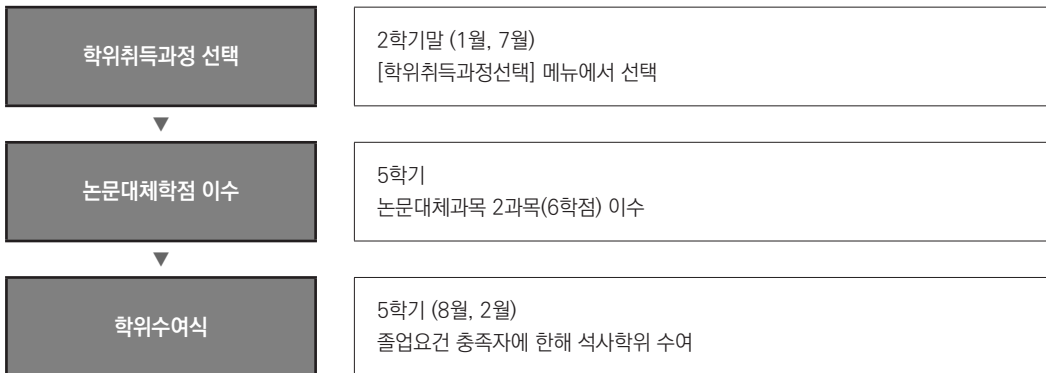 학위취득과정 선택
2학기말 (1월, 7월)
[학위취득과정선택] 메뉴에서 선택
▼
논문대체학점 이수
5학기
논문대체과목 2과목(6학점) 이수
▼
학위수여식
5학기 (8월, 2월)
졸업요건 충족자에 한해 석사학위 수여